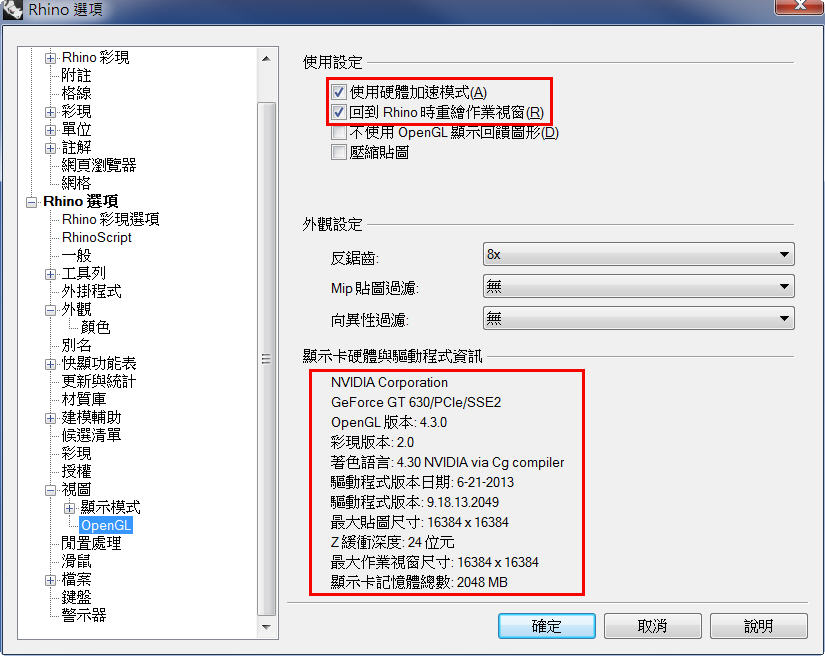 Rhino 選項
Rhino 彩現
附註
格線
彩現
單位
註解
網頁瀏覽器
網格
Rhino 選項
Rhino 彩現選項
RhinoScript
一般
工具列
外掛程式
外觀
顏色
別名
快顯功能表
更新與統計
材質庫
建模輔助
候選清單
彩現
授權
視圖
顯示模式
OpenGL
閒置處理
滑鼠
檔案
鍵盤
警示器
使用設定
使用硬體加速模式(A)
回到 Rhino 時重繪作業視窗(R)
不使用 OpenGL 顯示回饋圖形(D)
壓縮貼圖
外觀設定
反鋸齒: 8x
Mip 貼圖過濾: 無
向異性過濾: 無
顯示卡硬體與驅動程式資訊
NVIDIA Corporation
GeForce GT 630/PCIe/SSE2
OpenGL 版本: 4.3.0
彩現版本: 2.0
著色語言: 4.30 NVIDIA via Cg compiler
驅動程式版本日期: 6-21-2013
驅動程式版本: 9.18.13.2049
最大貼圖尺寸: 16384 x 16384
Z 緩衝深度: 24 位元
最大作業視窗尺寸: 16384 x 16384
顯示卡記憶體總數: 2048 MB
確定 取消 說明